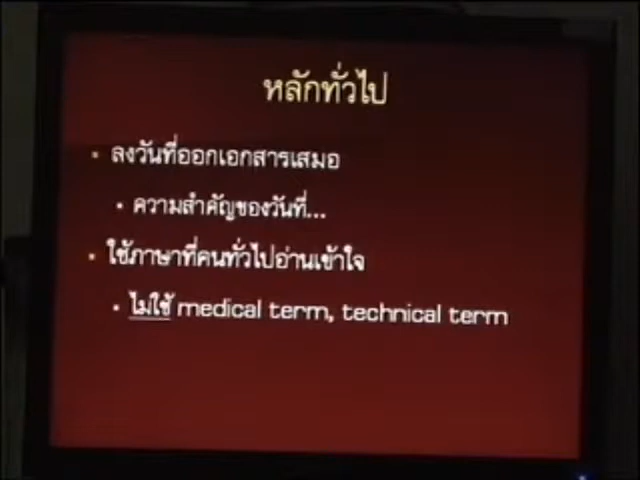 หลักทั่วไป
• ลงวันที่ออกเอกสารเสมอ
• ความสำคัญของวันที่...
• ใช้ภาษาที่คนทั่วไปอ่านเข้าใจ
• ไม่ใช้ medical term, technical term